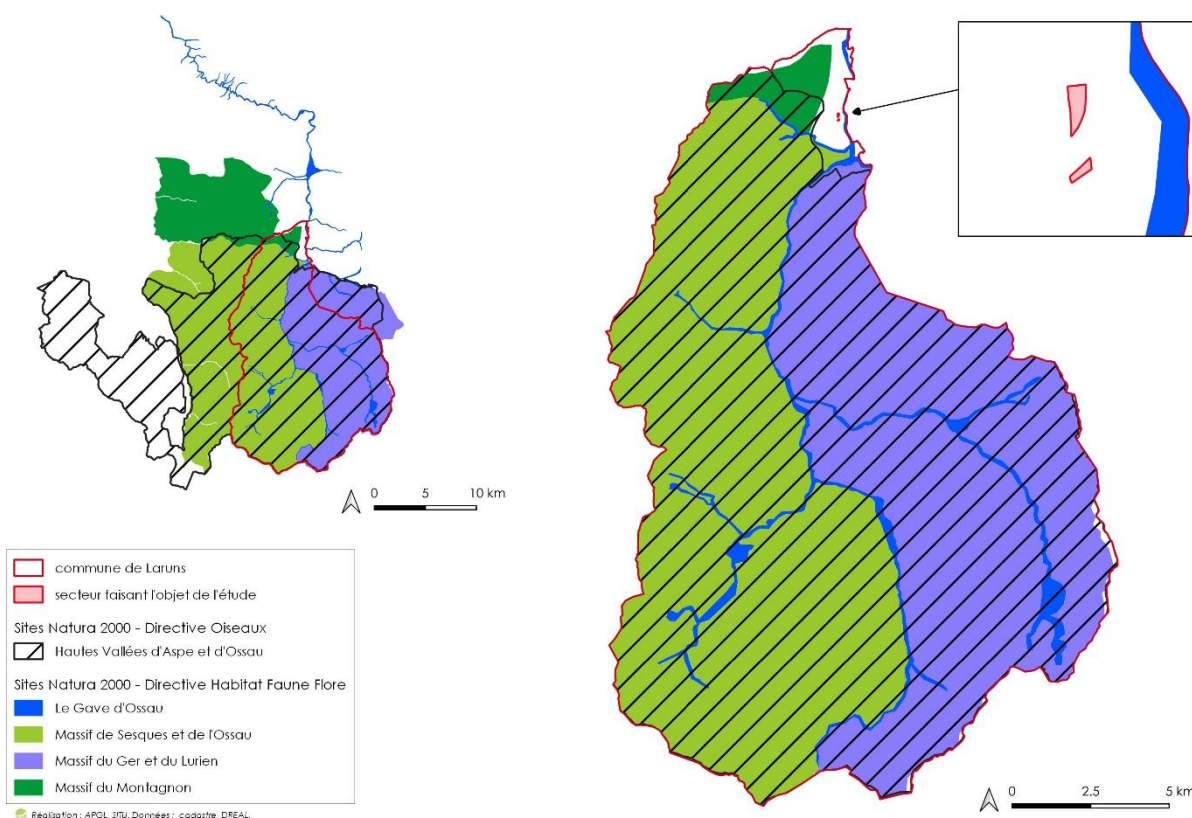 0 5 10 km
commune de Laruns
secteur faisant l'objet de l'étude
Sites Natura 2000 - Directive Oiseaux
Hautes Vallées d'Aspe et d'Ossau
Sites Natura 2000 - Directive Habitat Faune Flore
Le Gave d'Ossau
Massif de Sesques et de l'Ossau
Massif du Ger et du Lurien
Massif du Montagnon
Réalisation : APGL, SITU, Données : cadastre, DREAL,
0 2.5 5 km